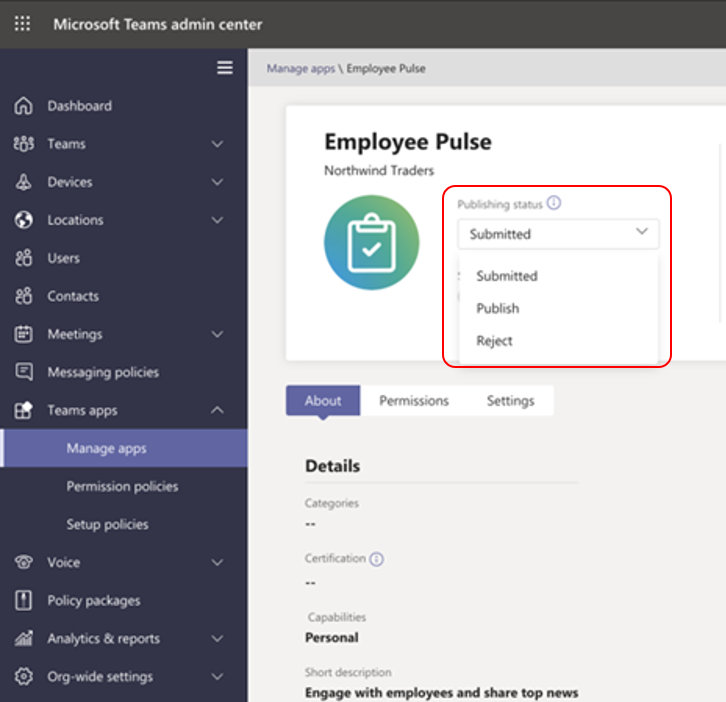 Microsoft Teams admin center
Manage apps \ Employee Pulse
Dashboard
Teams
Devices
Locations
Users
Contacts
Meetings
Messaging policies
Teams apps
Manage apps
Permission policies
Setup policies
Voice
Policy packages
Analytics & reports
Org-wide settings
Employee Pulse
Northwind Traders
Publishing status
Submitted
Submitted
Publish
Reject
About Permissions Settings
Details
Categories
--
Certification
--
Capabilities
Personal
Short description
Engage with employees and share top news